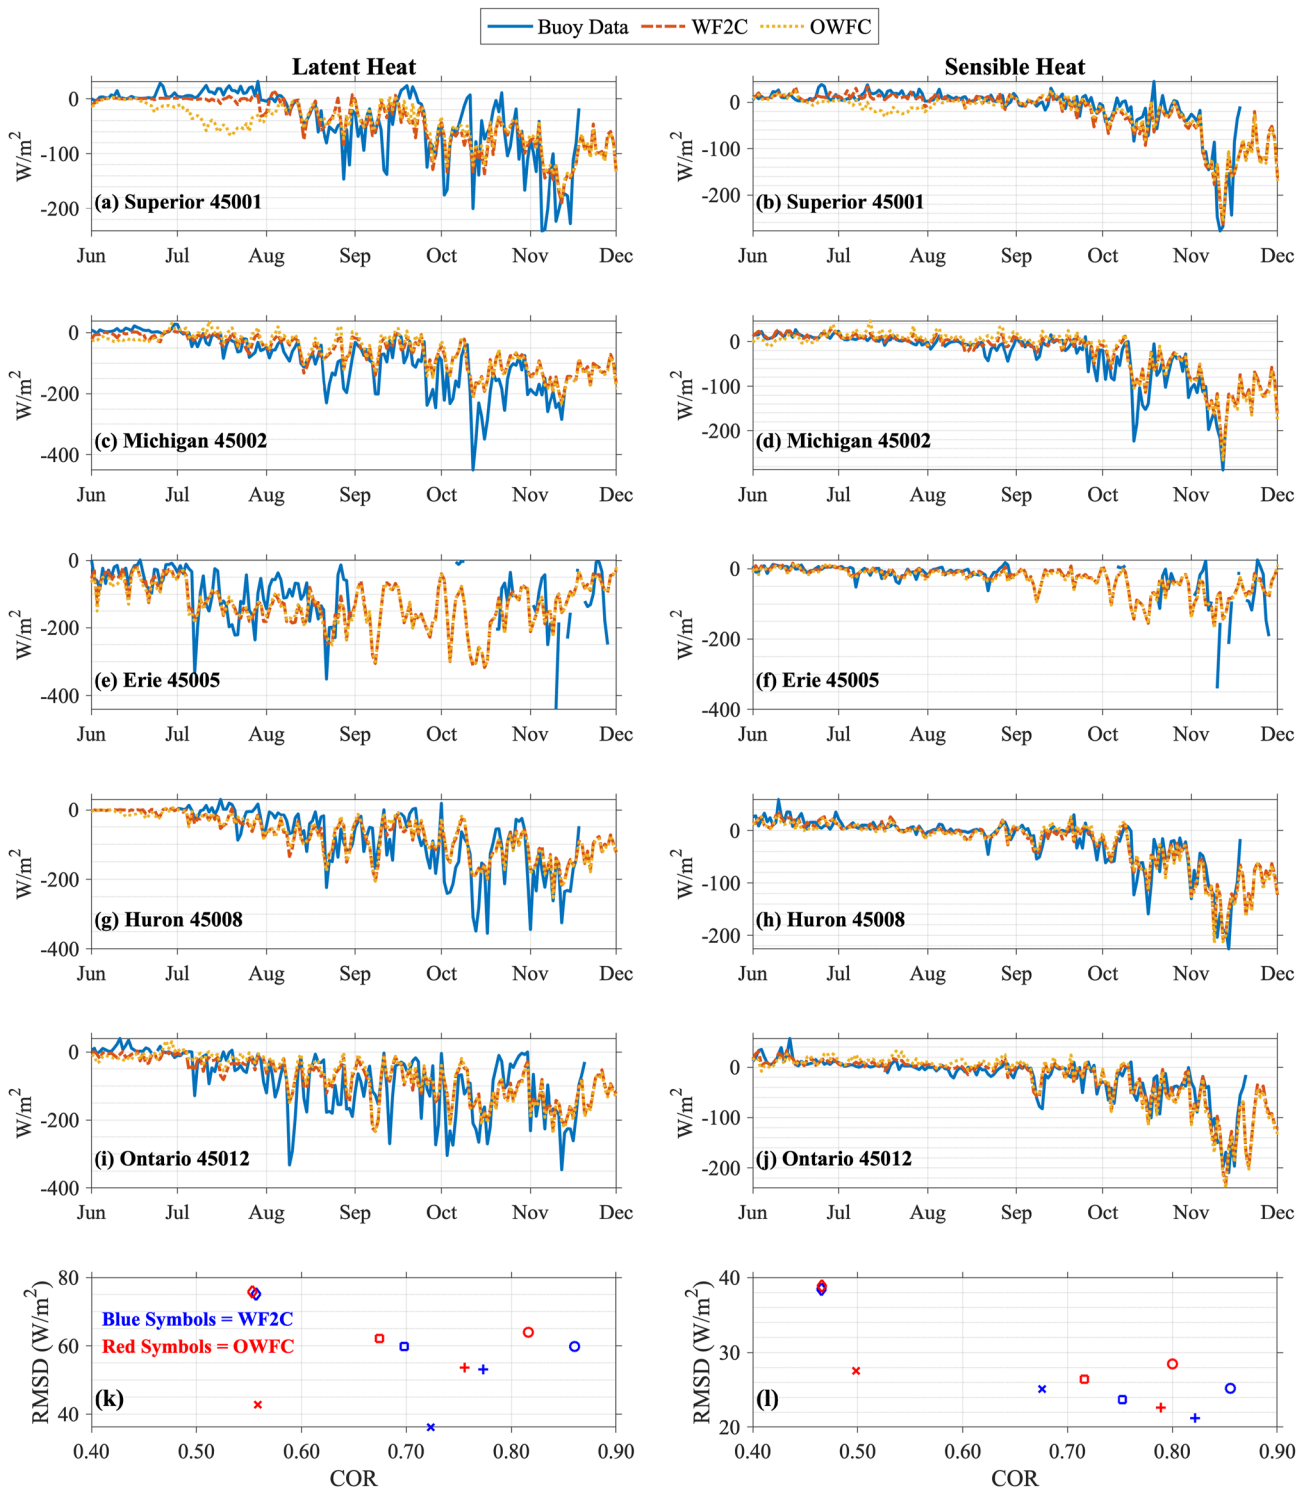 Buoy Data WF2C OWFC
Latent Heat Sensible Heat
0 0
-100 -100
-200 -200
W/m2 W/m2
(a) Superior 45001 (b) Superior 45001
Jun Jul Aug Sep Oct Nov Dec Jun Jul Aug Sep Oct Nov Dec
0 0
-200 -100
-400 -200
W/m2 W/m2
(c) Michigan 45002 (d) Michigan 45002
Jun Jul Aug Sep Oct Nov Dec Jun Jul Aug Sep Oct Nov Dec
0 0
-200 -200
-400 -400
W/m2 W/m2
(e) Erie 45005 (f) Erie 45005
Jun Jul Aug Sep Oct Nov Dec Jun Jul Aug Sep Oct Nov Dec
0 0
-200 -100
-400 -200
W/m2 W/m2
(g) Huron 45008 (h) Huron 45008
Jun Jul Aug Sep Oct Nov Dec Jun Jul Aug Sep Oct Nov Dec
0 0
-200 -100
-400 -200
W/m2 W/m2
(i) Ontario 45012 (j) Ontario 45012
Jun Jul Aug Sep Oct Nov Dec Jun Jul Aug Sep Oct Nov Dec
80 40
60 30
40 20
RMSD (W/m2) RMSD (W/m2)
Blue Symbols = WF2C
Red Symbols = OWFC
(k) (l)
0.40 0.50 0.60 0.70 0.80 0.90 0.40 0.50 0.60 0.70 0.80 0.90
COR COR